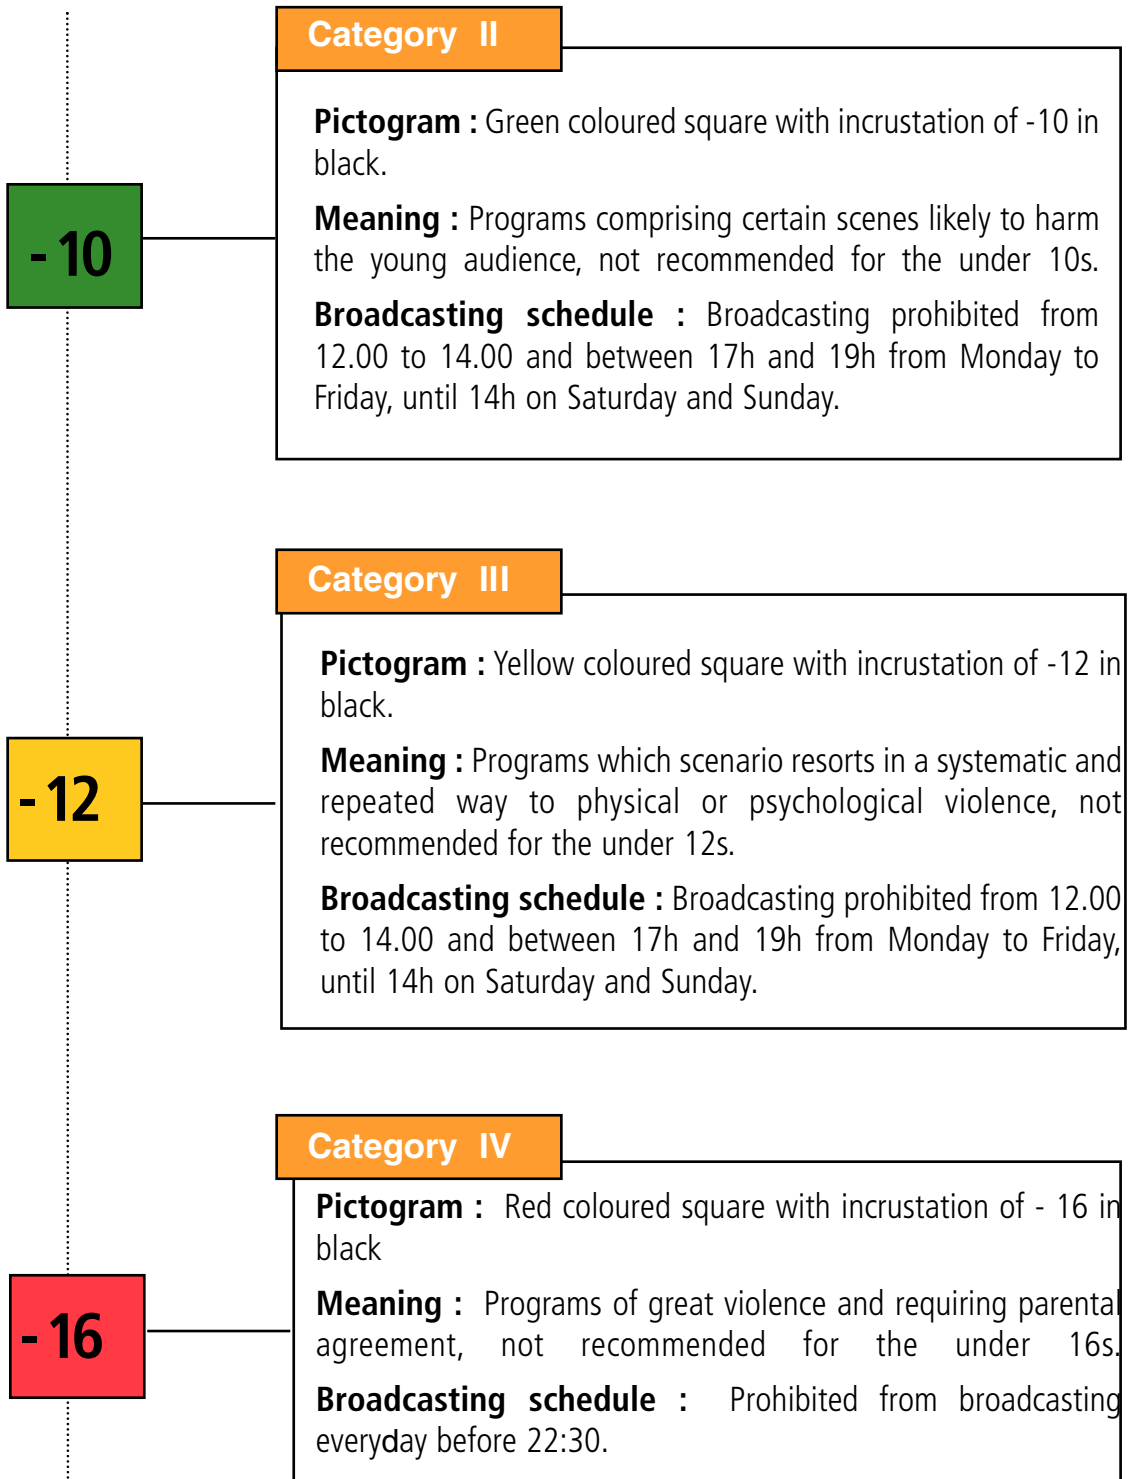 Category II
Pictogram : Green coloured square with incrustation of -10 in
black.
Meaning : Programs comprising certain scenes likely to harm
the young audience, not recommended for the under 10s.
Broadcasting schedule : Broadcasting prohibited from
12.00 to 14.00 and between 17h and 19h from Monday to
Friday, until 14h on Saturday and Sunday.
- 10
Category III
Pictogram : Yellow coloured square with incrustation of -12 in
black.
Meaning : Programs which scenario resorts in a systematic and
repeated way to physical or psychological violence, not
recommended for the under 12s.
Broadcasting schedule : Broadcasting prohibited from 12.00
to 14.00 and between 17h and 19h from Monday to Friday,
until 14h on Saturday and Sunday.
- 12
Category IV
Pictogram : Red coloured square with incrustation of - 16 in
black
Meaning : Programs of great violence and requiring parental
agreement, not recommended for the under 16s.
Broadcasting schedule : Prohibited from broadcasting
everyday before 22:30.
- 16